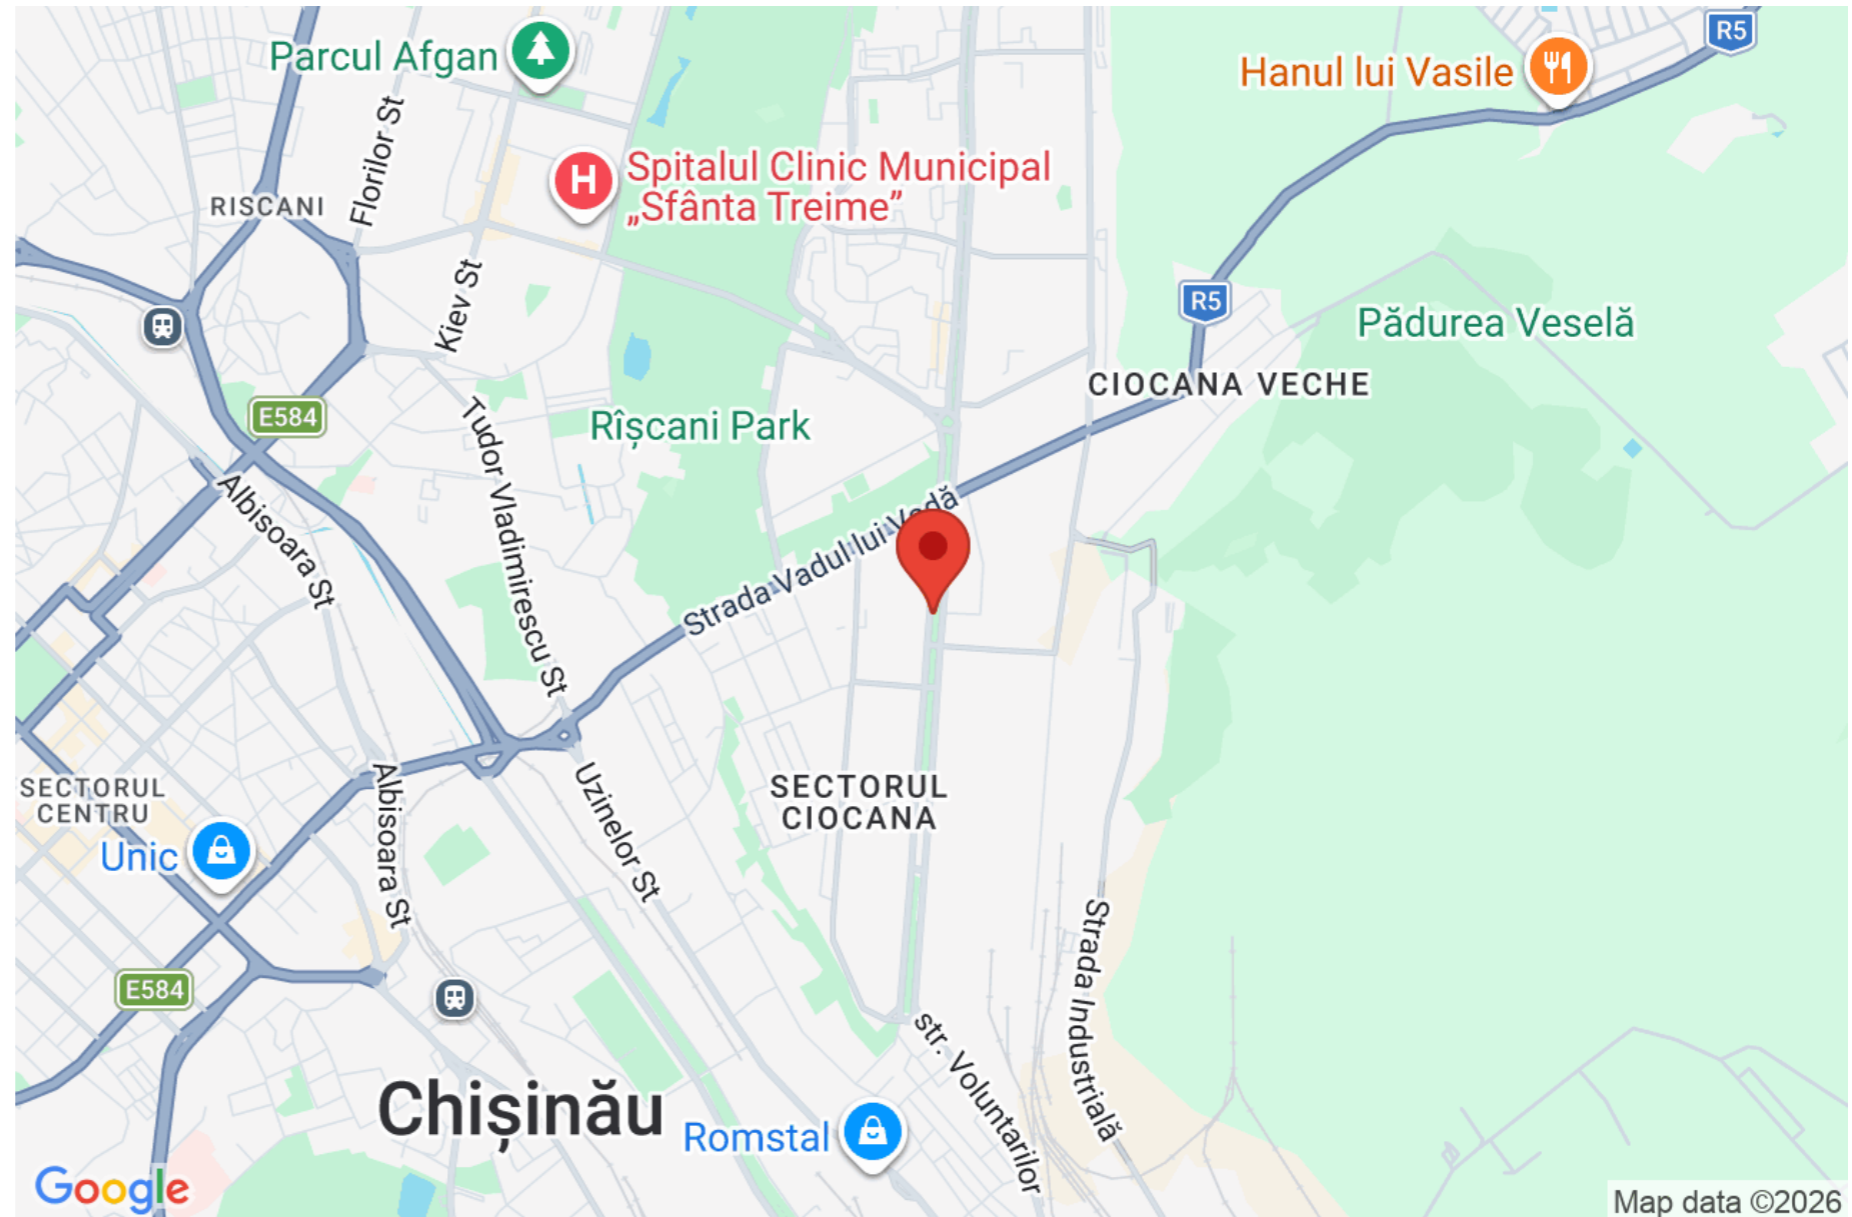 Parcul Afgan
Hanul lui Vasile
R5
Florilor St
H
Spitalul Clinic Municipal
„Sfânta Treime”
RISCANI
Kiev St
R5
Pădurea Veselă
CIOCANA VECHE
E584
Rîșcani Park
Tudor Vladimirescu St
Albisoara St
Strada Vadul lui Vodă
SECTORUL
CENTRU
Unic
Albisoara St
Uzinelor St
SECTORUL
CIOCANA
E584
Strada Industrială
str. Voluntarilor
Chișinău
Romstal
Google
Map data ©2026